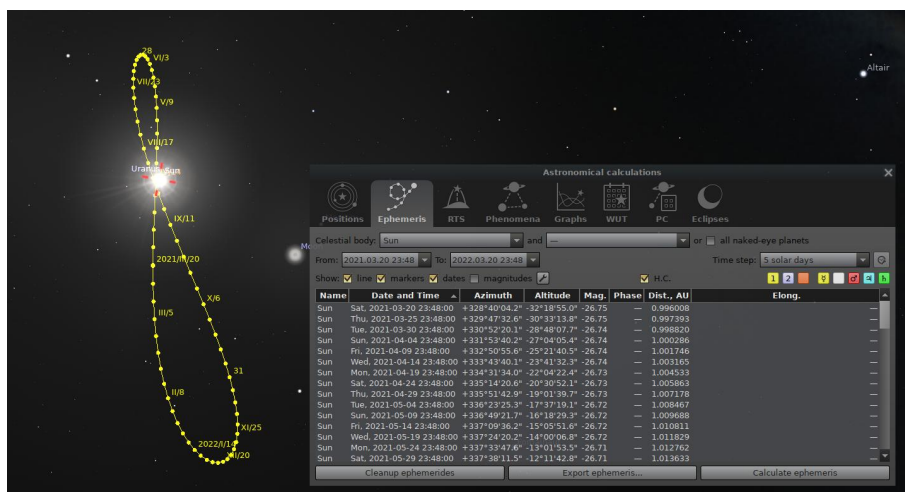 28
VI/3
Altair
VII/23
V/9
VIII/17
Sun
IX/11
2021/III/20
X/6
III/5
31
II/8
XI/25
2022/I/14
XII/20
Astronomical calculations
Positions Ephemeris RTS Phenomena Graphs WUT PC Eclipses
Celestial body: Sun and — or all naked-eye planets
From: 2021.03.20 23:48 To: 2022.03.20 23:48 Time step: 5 solar days
Show: line markers dates magnitudes H.C. 1 2 ☿ ♂ ♃ ♄
Name Date and Time Azimuth Altitude Mag. Phase Dist., AU Elong.
Sun Sat, 2021-03-20 23:48:00 +328°40'04.2" -32°18'55.0" -26.75 — 0.996008 —
Sun Thu, 2021-03-25 23:48:00 +329°47'32.6" -30°33'13.8" -26.75 — 0.997393 —
Sun Tue, 2021-03-30 23:48:00 +330°52'20.1" -28°48'07.7" -26.74 — 0.998820 —
Sun Sun, 2021-04-04 23:48:00 +331°53'40.2" -27°04'05.4" -26.74 — 1.000286 —
Sun Fri, 2021-04-09 23:48:00 +332°50'55.6" -25°21'40.5" -26.74 — 1.001746 —
Sun Wed, 2021-04-14 23:48:00 +333°43'40.1" -23°41'32.3" -26.74 — 1.003165 —
Sun Mon, 2021-04-19 23:48:00 +334°31'34.0" -22°04'22.4" -26.73 — 1.004533 —
Sun Sat, 2021-04-24 23:48:00 +335°14'20.6" -20°30'52.1" -26.73 — 1.005863 —
Sun Thu, 2021-04-29 23:48:00 +335°51'42.9" -19°01'39.7" -26.73 — 1.007178 —
Sun Tue, 2021-05-04 23:48:00 +336°23'25.3" -17°37'19.1" -26.72 — 1.008467 —
Sun Sun, 2021-05-09 23:48:00 +336°49'21.7" -16°18'29.3" -26.72 — 1.009688 —
Sun Fri, 2021-05-14 23:48:00 +337°09'36.2" -15°05'51.6" -26.72 — 1.010811 —
Sun Wed, 2021-05-19 23:48:00 +337°24'20.2" -14°00'06.8" -26.72 — 1.011829 —
Sun Mon, 2021-05-24 23:48:00 +337°33'47.6" -13°01'53.5" -26.71 — 1.012762 —
Sun Sat, 2021-05-29 23:48:00 +337°38'11.5" -12°11'42.8" -26.71 — 1.013633 —
Cleanup ephemerides Export ephemeris... Calculate ephemeris